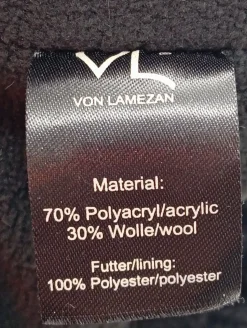 VL
VON LAMEZAN
Material:
70% Polyacryl/acrylic
30% Wolle/wool
Futter/lining:
100% Polyester/polyester